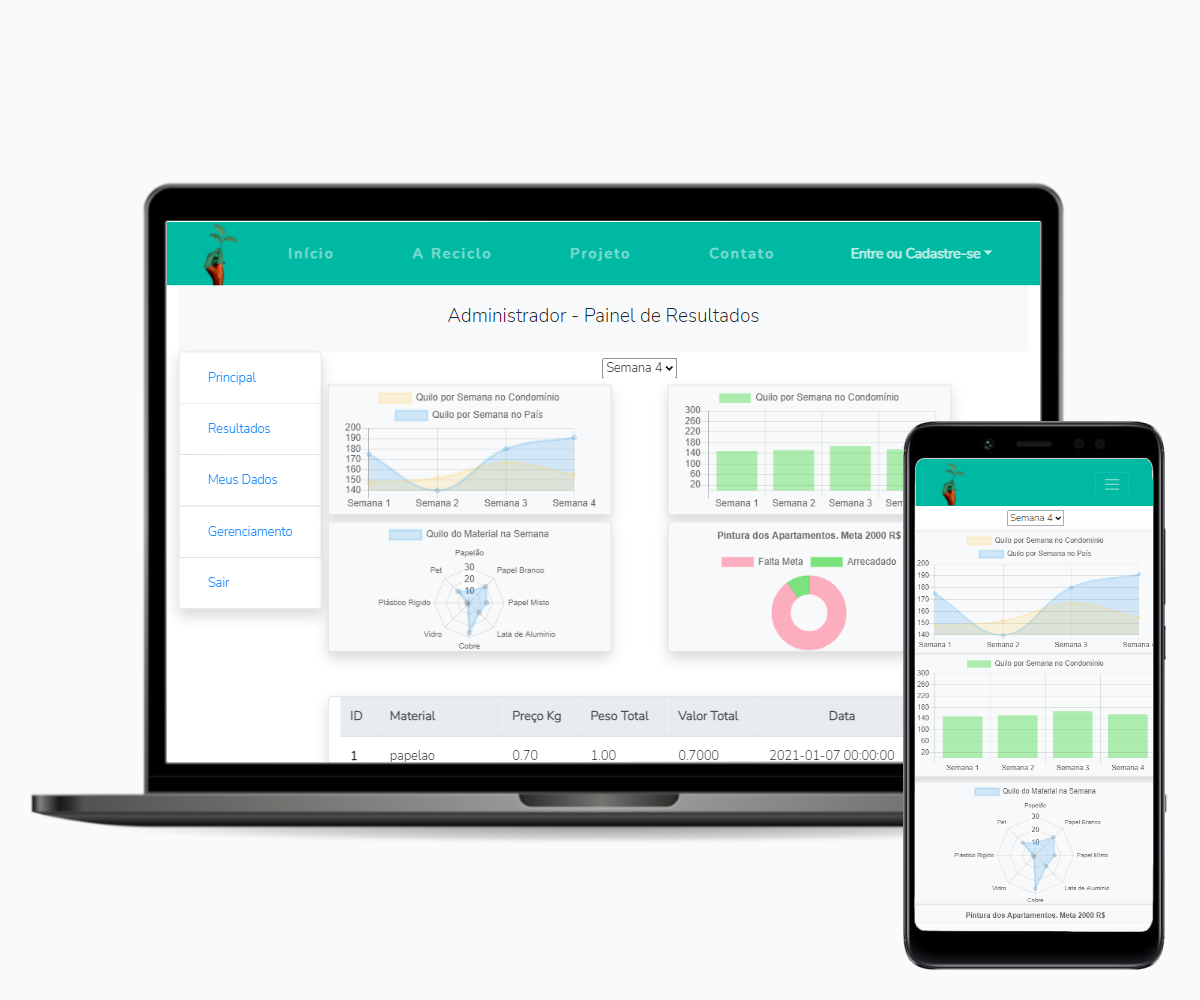 Início A Reciclo Projeto Contato Entre ou Cadastre-se
Administrador - Painel de Resultados
Principal
Resultados
Meus Dados
Gerenciamento
Sair
Semana 4
Quilo por Semana no Condomínio
Quilo por Semana no País
200
190
180
170
160
150
140
Semana 1 Semana 2 Semana 3 Semana 4
Quilo por Semana no Condomínio
300
260
220
180
140
100
60
20
Semana 1 Semana 2 Semana 3
Quilo do Material na Semana
Papelão
Pet 30 Papel Branco
20
10
Plástico Rigido Papel Misto
Vidro Lata de Aluminio
Cobre
Pintura dos Apartamentos. Meta 2000 R$
Falta Meta Arrecadado
ID Material Preço Kg Peso Total Valor Total Data
1 papelao 0.70 1.00 0.7000 2021-01-07 00:00:00
Semana 4
Quilo por Semana no Condomínio
Quilo por Semana no País
200
190
180
170
160
150
140
Semana 1 Semana 2 Semana 3 Semana
Quilo por Semana no Condomínio
300
260
220
180
140
100
60
20
Semana 1 Semana 2 Semana 3 Semana 4
Quilo do Material na Semana
Papelão
30
Pet Papel Branco
20
10
Plástico Rigido Papel Misto
Vidro Lata de Aluminio
Cobre
Pintura dos Apartamentos. Meta 2000 R$